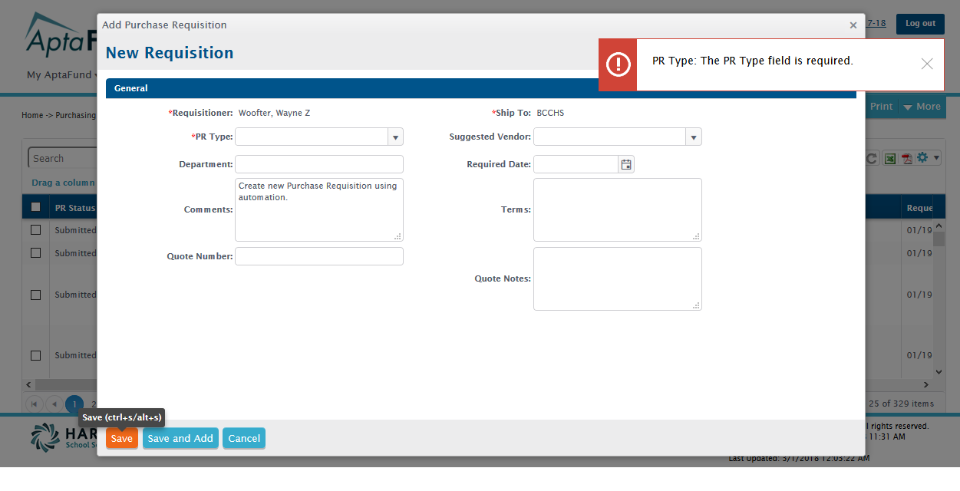 Add Purchase Requisition
×
7-18
Log out
AptaF
New Requisition
PR Type: The PR Type field is required.
My AptaFund
General
Print
More
Home -> Purchasing
*Requisitioner: Woofter, Wayne Z
*Ship To: BCCHS
*PR Type:
Suggested Vendor:
Search
Department:
Required Date:
Drag a column
Comments:
Create new Purchase Requisition using
automation.
Terms:
PR Status
Reque
Submitted
01/19
Submitted
01/19
Quote Number:
Quote Notes:
Submitted
01/19
Submitted
01/19
1
2
25 of 329 items
Save (ctrl+s/alt+s)
HAR
School S
Save
Save and Add
Cancel
l rights reserved.
11:31 AM
Last Updated: 5/1/2018 12:03:22 AM